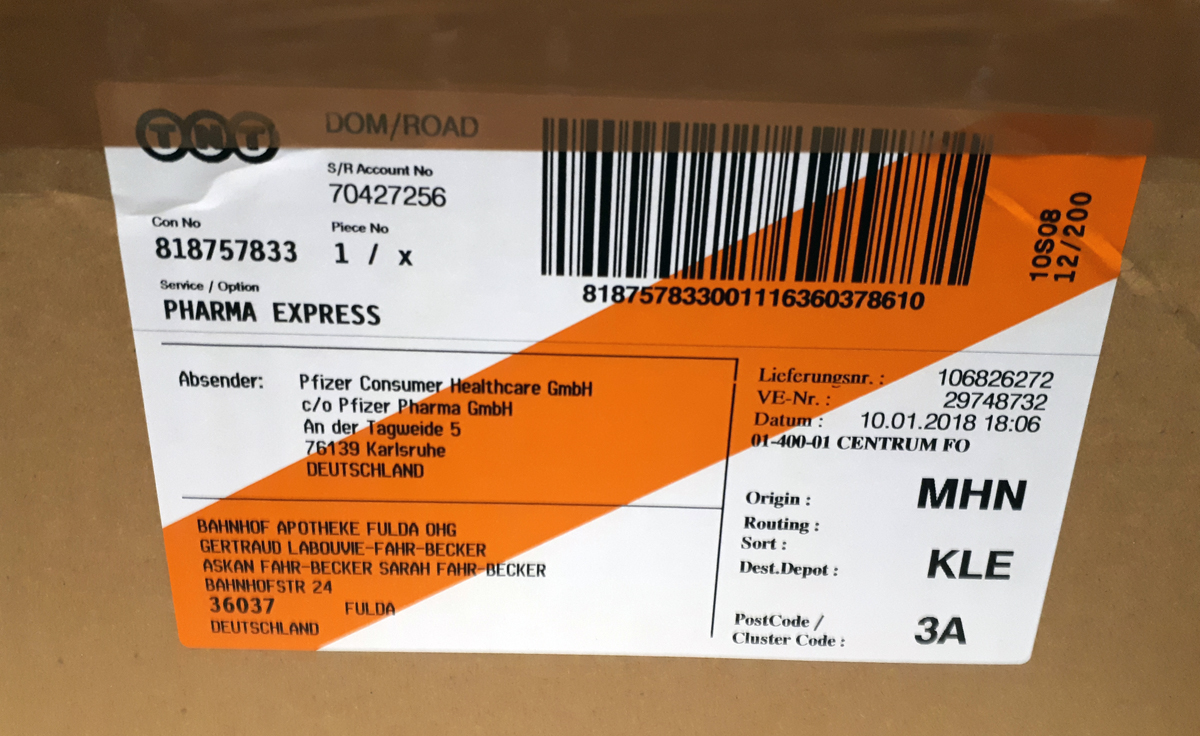 TNT
DOM/ROAD
S/R Account No
70427256
Con No
818757833
Piece No
1 / x
Service / Option
PHARMA EXPRESS
8187578330011116360378610
10S08
12/200
Absender:
Pfizer Consumer Healthcare GmbH
c/o Pfizer Pharma GmbH
An der Tagweide 5
76139 Karlsruhe
DEUTSCHLAND
BAHNHOF APOTHEKE FULDA OHG
GERTRAUD LABOUVIE-FAHR-BECKER
ASKAN FAHR-BECKER SARAH FAHR-BECKER
BAHNHOFSTR 24
36037 FULDA
DEUTSCHLAND
Lieferungsnr. : 106826272
VE-Nr. : 29748732
Datum : 10.01.2018 18:06
01-400-01 CENTRUM FO
Origin : MHN
Routing :
Sort :
Dest.Depot : KLE
PostCode /
Cluster Code : 3A